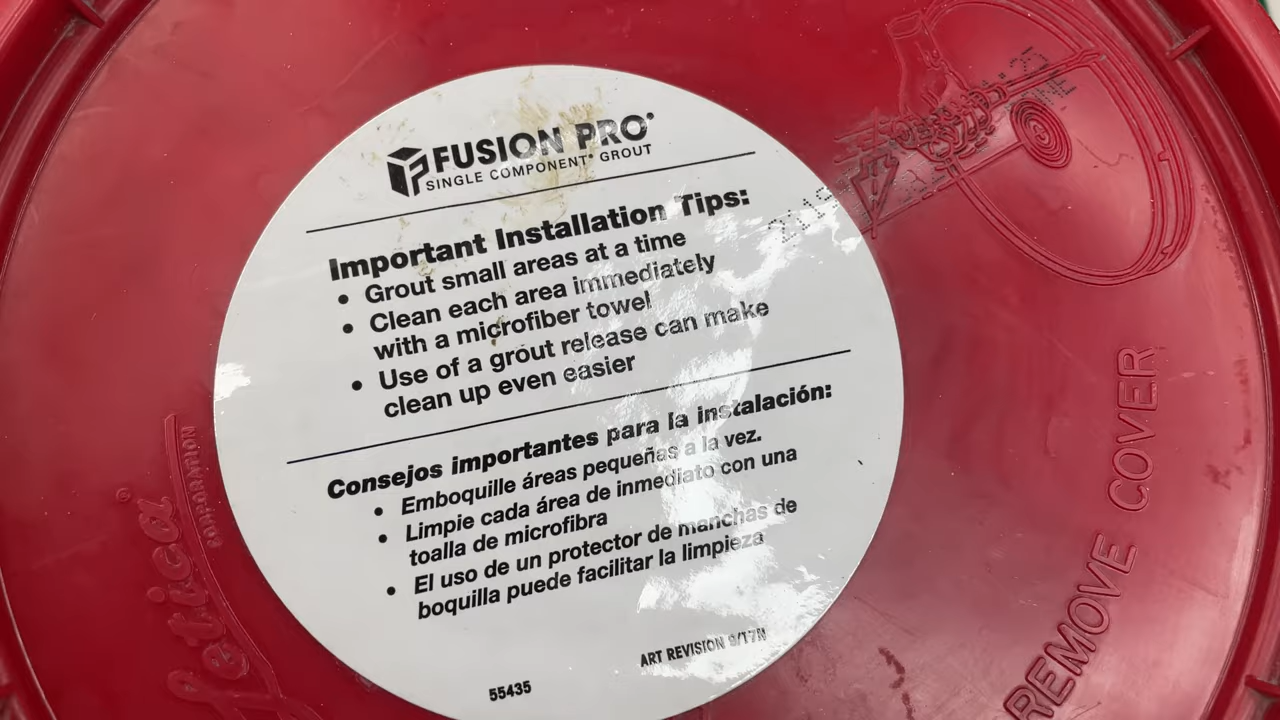 FUSION PRO®
SINGLE COMPONENT® GROUT
Important Installation Tips:
• Grout small areas at a time
• Clean each area immediately
with a microfiber towel
• Use of a grout release can make
clean up even easier
Consejos importantes para la instalación:
• Emboquille áreas pequeñas a la vez.
• Limpie cada área de inmediato con una
toalla de microfibra
• El uso de un protector de manchas de
boquilla puede facilitar la limpieza
ART REVISION 9/17N
55435
REMOVE COVER
Letica®
CORPORATION